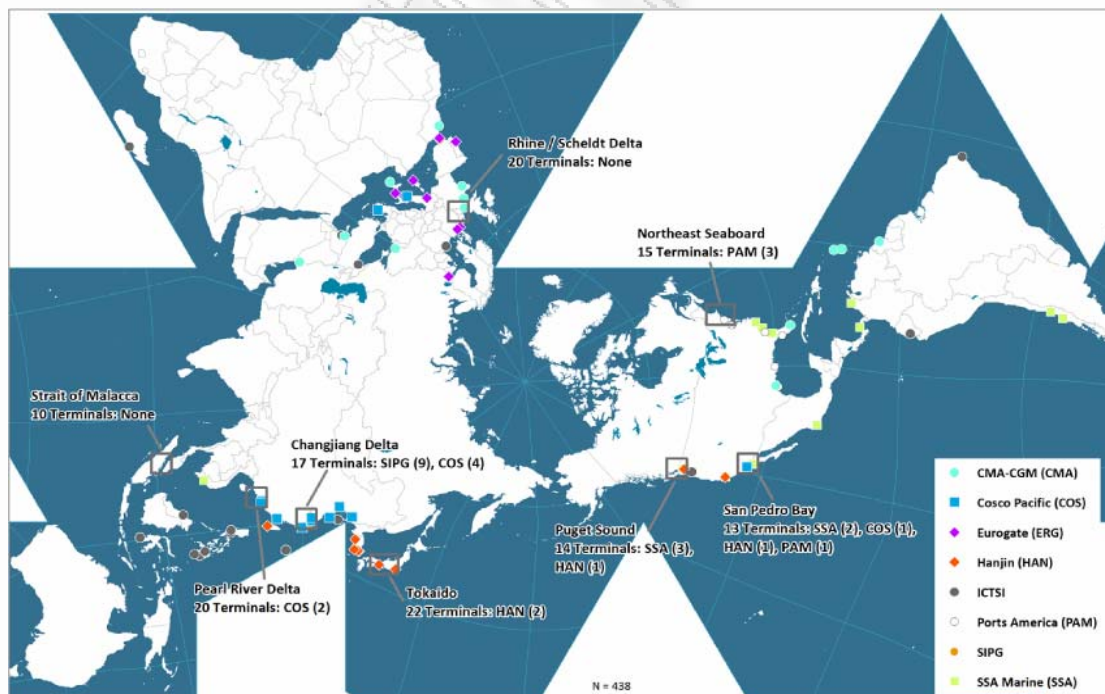 Rhine / Scheldt Delta
20 Terminals: None
Northeast Seaboard
15 Terminals: PAM (3)
Strait of Malacca
10 Terminals: None
Changjiang Delta
17 Terminals: SIPG (9), COS (4)
Pearl River Delta
20 Terminals: COS (2)
Tokaido
22 Terminals: HAN (2)
Puget Sound
14 Terminals: SSA (3),
HAN (1)
San Pedro Bay
13 Terminals: SSA (2), COS (1),
HAN (1), PAM (1)
CMA-CGM (CMA)
Cosco Pacific (COS)
Eurogate (ERG)
Hanjin (HAN)
ICTSI
Ports America (PAM)
SIPG
SSA Marine (SSA)
N = 438